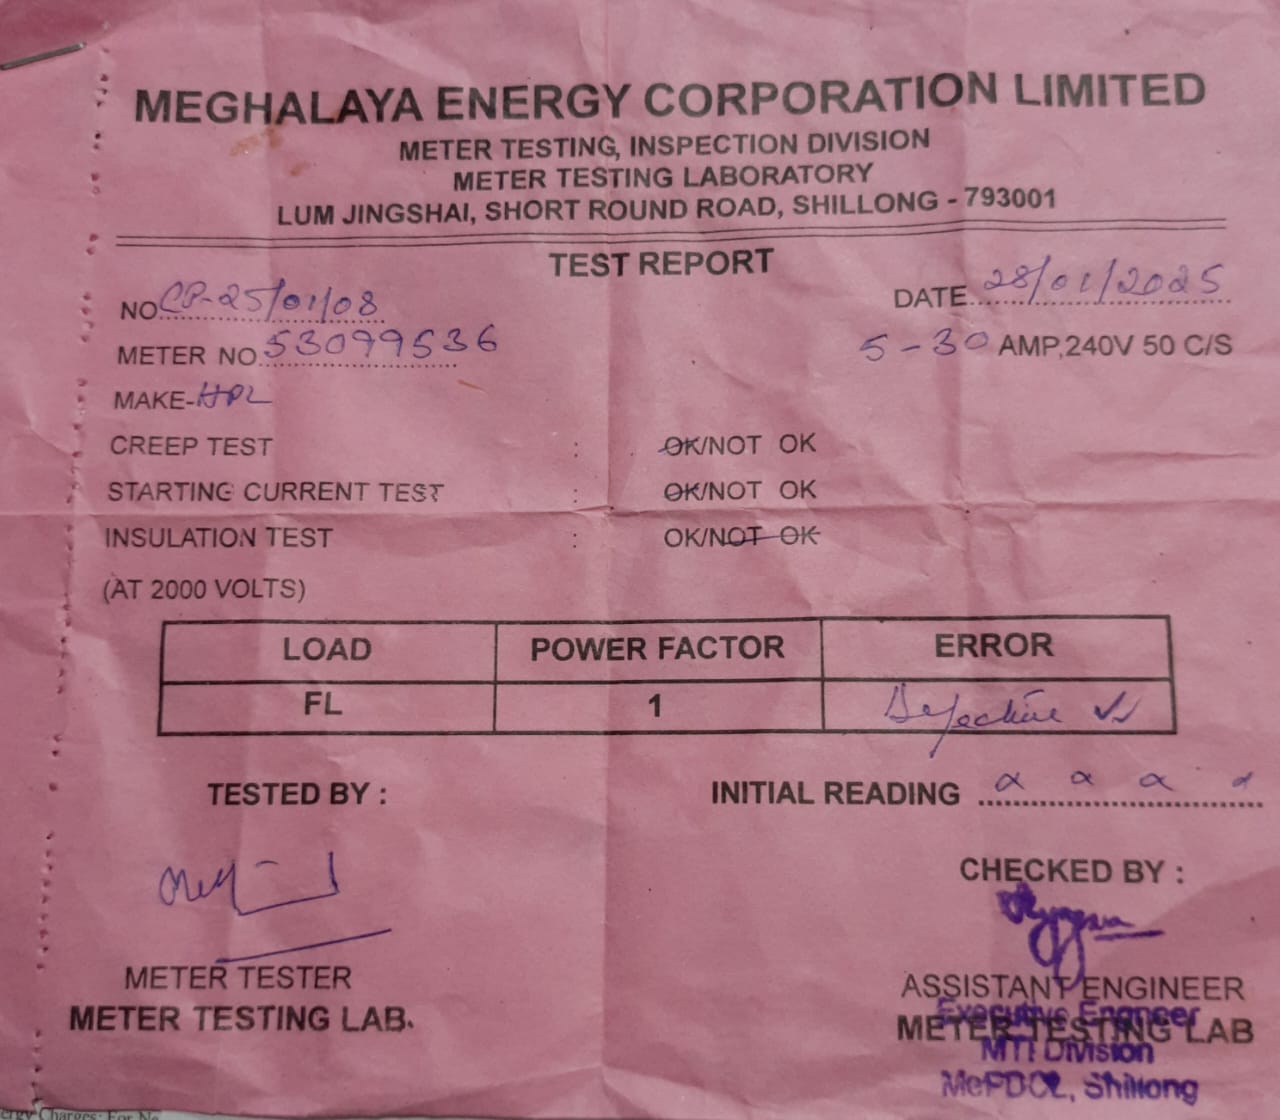 MEGHALAYA ENERGY CORPORATION LIMITED
METER TESTING, INSPECTION DIVISION
METER TESTING LABORATORY
LUM JINGSHAI, SHORT ROUND ROAD, SHILLONG - 793001
TEST REPORT
NO CP-25/01/08 DATE 28/01/2025
METER NO 53099536 5-30 AMP,240V 50 C/S
MAKE- HPL
CREEP TEST : OK/NOT OK
STARTING CURRENT TEST : OK/NOT OK
INSULATION TEST : OK/NOT OK
(AT 2000 VOLTS)
LOAD POWER FACTOR ERROR
FL 1 Defective
TESTED BY : INITIAL READING
CHECKED BY :
METER TESTER ASSISTANT ENGINEER
METER TESTING LAB. METER TESTING LAB
Executive Engineer
MTI Division
MePDCL, Shillong